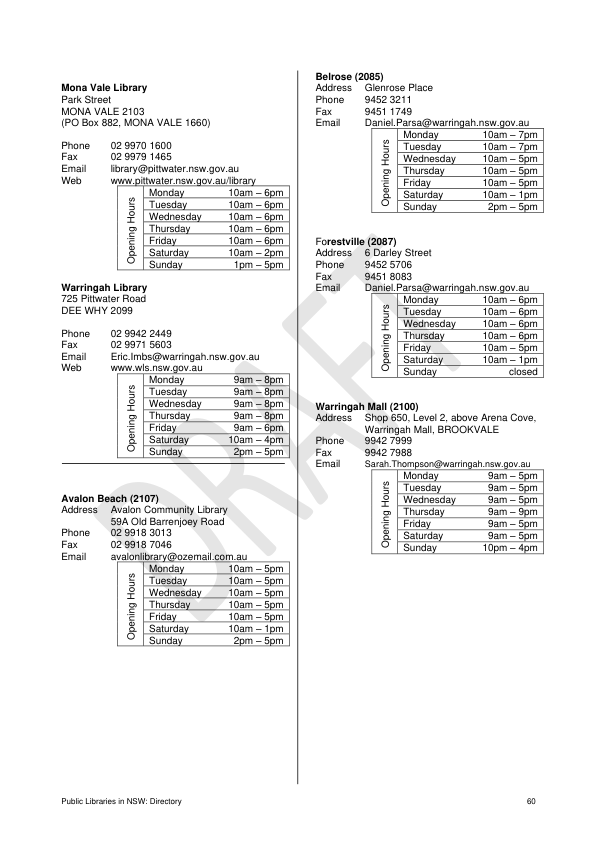 Mona Vale Library
Park Street
MONA VALE 2103
(PO Box 882, MONA VALE 1660)
Phone 02 9970 1600
Fax 02 9979 1465
Email library@pittwater.nsw.gov.au
Web www.pittwater.nsw.gov.au/library
Opening Hours
Monday 10am – 6pm
Tuesday 10am – 6pm
Wednesday 10am – 6pm
Thursday 10am – 6pm
Friday 10am – 6pm
Saturday 10am – 2pm
Sunday 1pm – 5pm
Warringah Library
725 Pittwater Road
DEE WHY 2099
Phone 02 9942 2449
Fax 02 9971 5603
Email Eric.Imbs@warringah.nsw.gov.au
Web www.wls.nsw.gov.au
Opening Hours
Monday 9am – 8pm
Tuesday 9am – 8pm
Wednesday 9am – 8pm
Thursday 9am – 8pm
Friday 9am – 6pm
Saturday 10am – 4pm
Sunday 2pm – 5pm
Avalon Beach (2107)
Address Avalon Community Library
59A Old Barrenjoey Road
Phone 02 9918 3013
Fax 02 9918 7046
Email avalonlibrary@ozemail.com.au
Opening Hours
Monday 10am – 5pm
Tuesday 10am – 5pm
Wednesday 10am – 5pm
Thursday 10am – 5pm
Friday 10am – 5pm
Saturday 10am – 1pm
Sunday 2pm – 5pm
Belrose (2085)
Address Glenrose Place
Phone 9452 3211
Fax 9451 1749
Email Daniel.Parsa@warringah.nsw.gov.au
Opening Hours
Monday 10am – 7pm
Tuesday 10am – 7pm
Wednesday 10am – 5pm
Thursday 10am – 5pm
Friday 10am – 5pm
Saturday 10am – 1pm
Sunday 2pm – 5pm
Forestville (2087)
Address 6 Darley Street
Phone 9452 5706
Fax 9451 8083
Email Daniel.Parsa@warringah.nsw.gov.au
Opening Hours
Monday 10am – 6pm
Tuesday 10am – 6pm
Wednesday 10am – 6pm
Thursday 10am – 6pm
Friday 10am – 5pm
Saturday 10am – 1pm
Sunday closed
Warringah Mall (2100)
Address Shop 650, Level 2, above Arena Cove,
Warringah Mall, BROOKVALE
Phone 9942 7999
Fax 9942 7988
Email Sarah.Thompson@warringah.nsw.gov.au
Opening Hours
Monday 9am – 5pm
Tuesday 9am – 5pm
Wednesday 9am – 5pm
Thursday 9am – 9pm
Friday 9am – 5pm
Saturday 9am – 5pm
Sunday 10pm – 4pm
DRAFT
Public Libraries in NSW: Directory 60